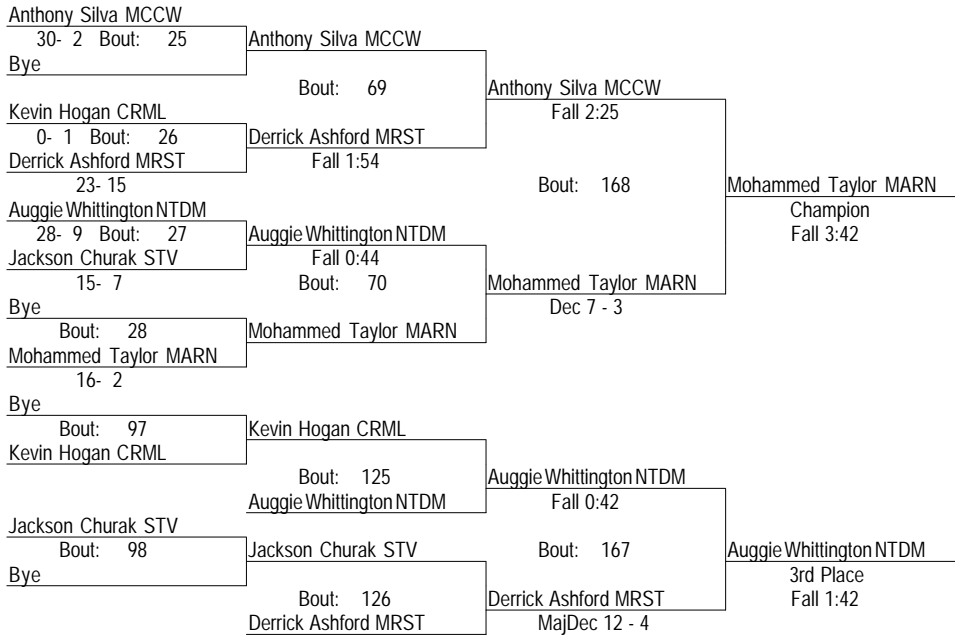 Anthony Silva MCCW
30- 2 Bout: 25
Anthony Silva MCCW
Bye
Bout: 69
Anthony Silva MCCW
Kevin Hogan CRML
Fall 2:25
0- 1 Bout: 26
Derrick Ashford MRST
Derrick Ashford MRST
Fall 1:54
23- 15
Bout: 168
Mohammed Taylor MARN
Auggie Whittington NTDM
Champion
28- 9 Bout: 27
Auggie Whittington NTDM
Fall 3:42
Jackson Churak STV
Fall 0:44
15- 7
Bout: 70
Mohammed Taylor MARN
Bye
Dec 7 - 3
Bout: 28
Mohammed Taylor MARN
Mohammed Taylor MARN
16- 2
Bye
Bout: 97
Kevin Hogan CRML
Kevin Hogan CRML
Bout: 125
Auggie Whittington NTDM
Auggie Whittington NTDM
Fall 0:42
Jackson Churak STV
Bout: 98
Jackson Churak STV
Bout: 167
Auggie Whittington NTDM
Bye
3rd Place
Bout: 126
Derrick Ashford MRST
Fall 1:42
Derrick Ashford MRST
MajDec 12 - 4